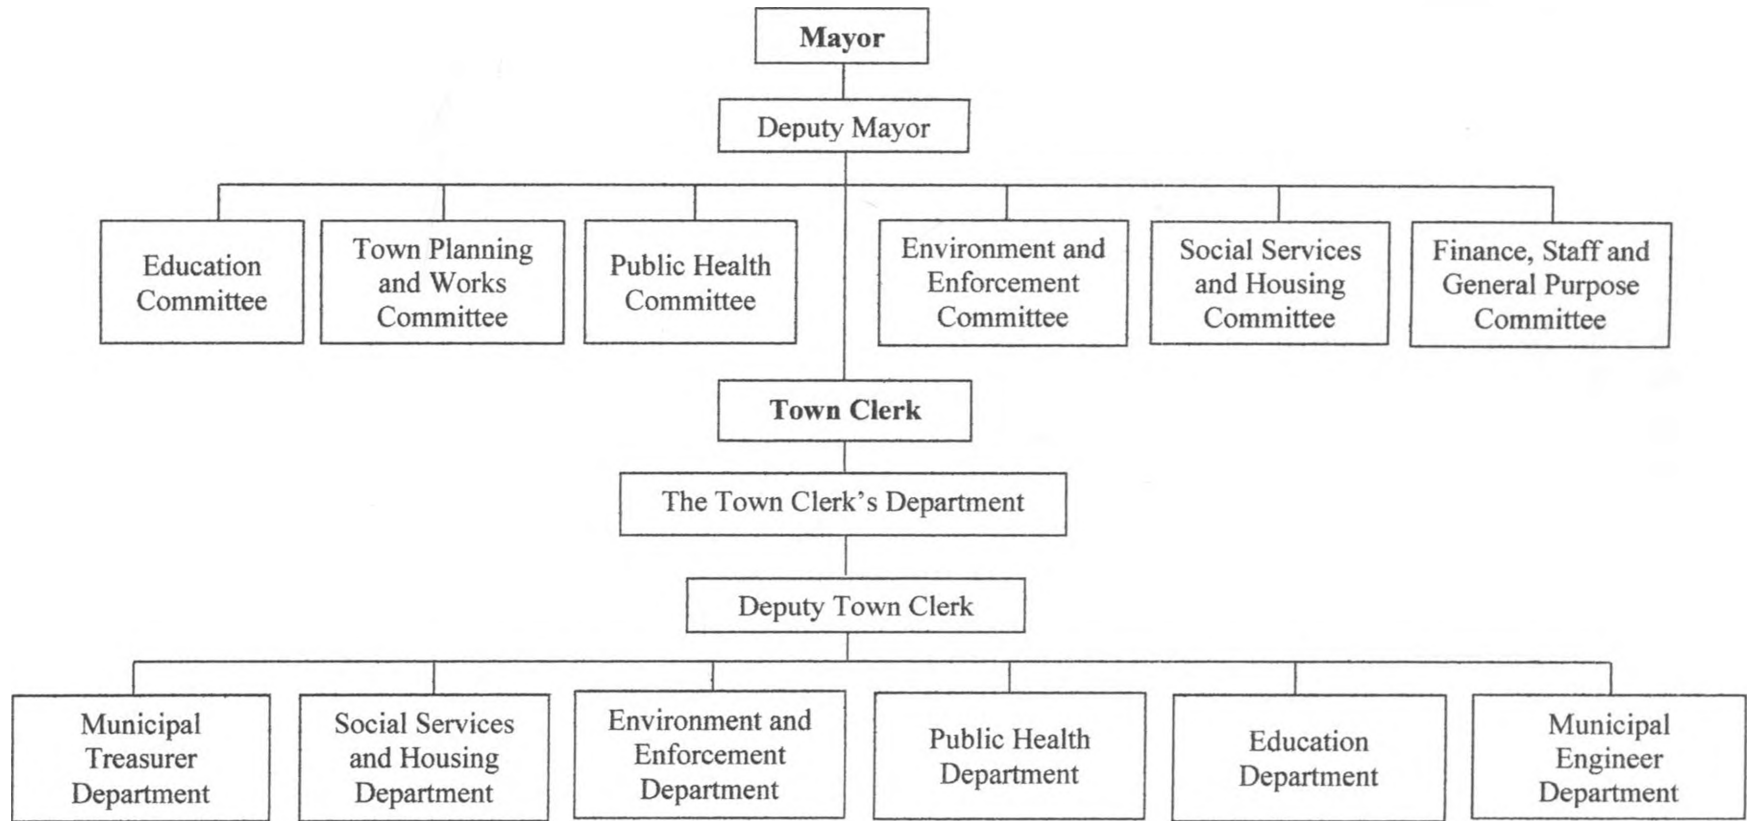 Mayor
Deputy Mayor
Education
Committee
Town Planning
and Works
Committee
Public Health
Committee
Environment and
Enforcement
Committee
Social Services
and Housing
Committee
Finance, Staff and
General Purpose
Committee
Town Clerk
The Town Clerk’s Department
Deputy Town Clerk
Municipal
Treasurer
Department
Social Services
and Housing
Department
Environment and
Enforcement
Department
Public Health
Department
Education
Department
Municipal
Engineer
Department